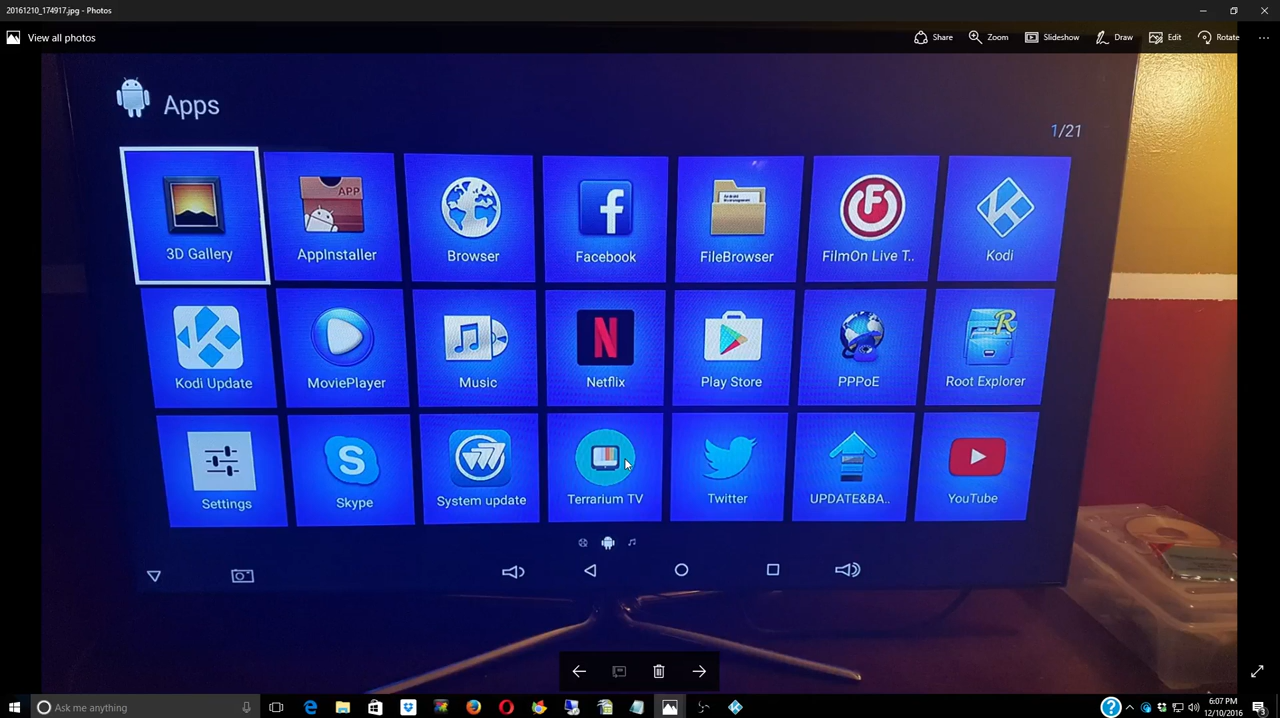 20161210_174917.jpg - Photos
View all photos
Share
Zoom
Slideshow
Draw
Edit
Rotate
Apps
1/21
APP
3D Gallery
AppInstaller
Browser
Facebook
FileBrowser
FilmOn Live T..
Kodi
Kodi Update
MoviePlayer
Music
Netflix
Play Store
PPPoE
Root Explorer
Settings
Skype
System update
Terrarium TV
Twitter
UPDATE&BA..
YouTube
Ask me anything
6:07 PM
12/10/2016